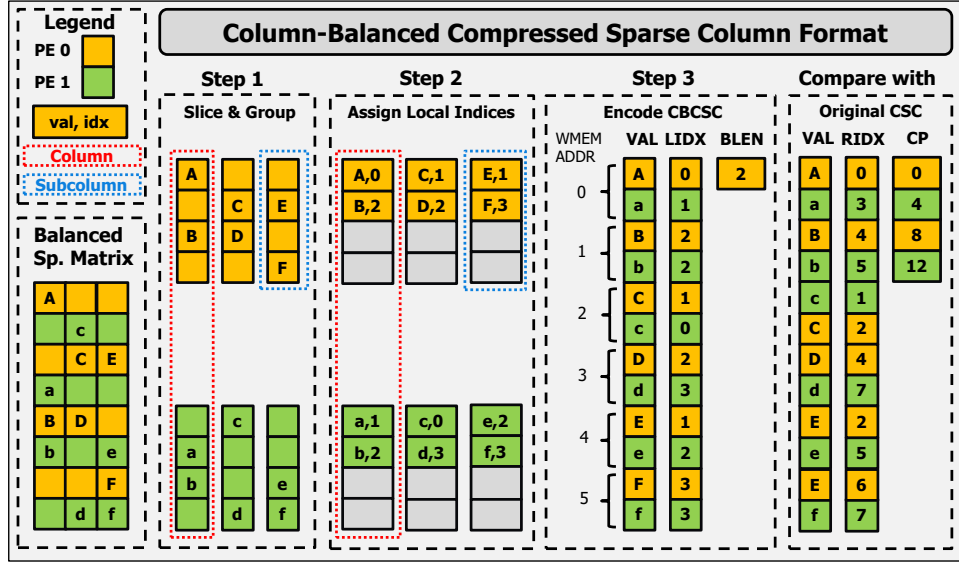 Legend
PE 0
PE 1
val, idx
Column
Subcolumn
Balanced
Sp. Matrix
A
c
C E
a
B D
b e
F
d f
Column-Balanced Compressed Sparse Column Format
Step 1
Slice & Group
A
C E
B D
F
c
a
b e
d f
Step 2
Assign Local Indices
A,0 C,1 E,1
B,2 D,2 F,3
a,1 c,0 e,2
b,2 d,3 f,3
Step 3
Encode CBCSC
WMEM
ADDR
VAL LIDX BLEN
0
A 0 2
a 1
1
B 2
b 2
2
C 1
c 0
3
D 2
d 3
4
E 1
e 2
5
F 3
f 3
Compare with
Original CSC
VAL RIDX CP
A 0 0
a 3 4
B 4 8
b 5 12
c 1
C 2
D 4
d 7
E 2
e 5
E 6
f 7